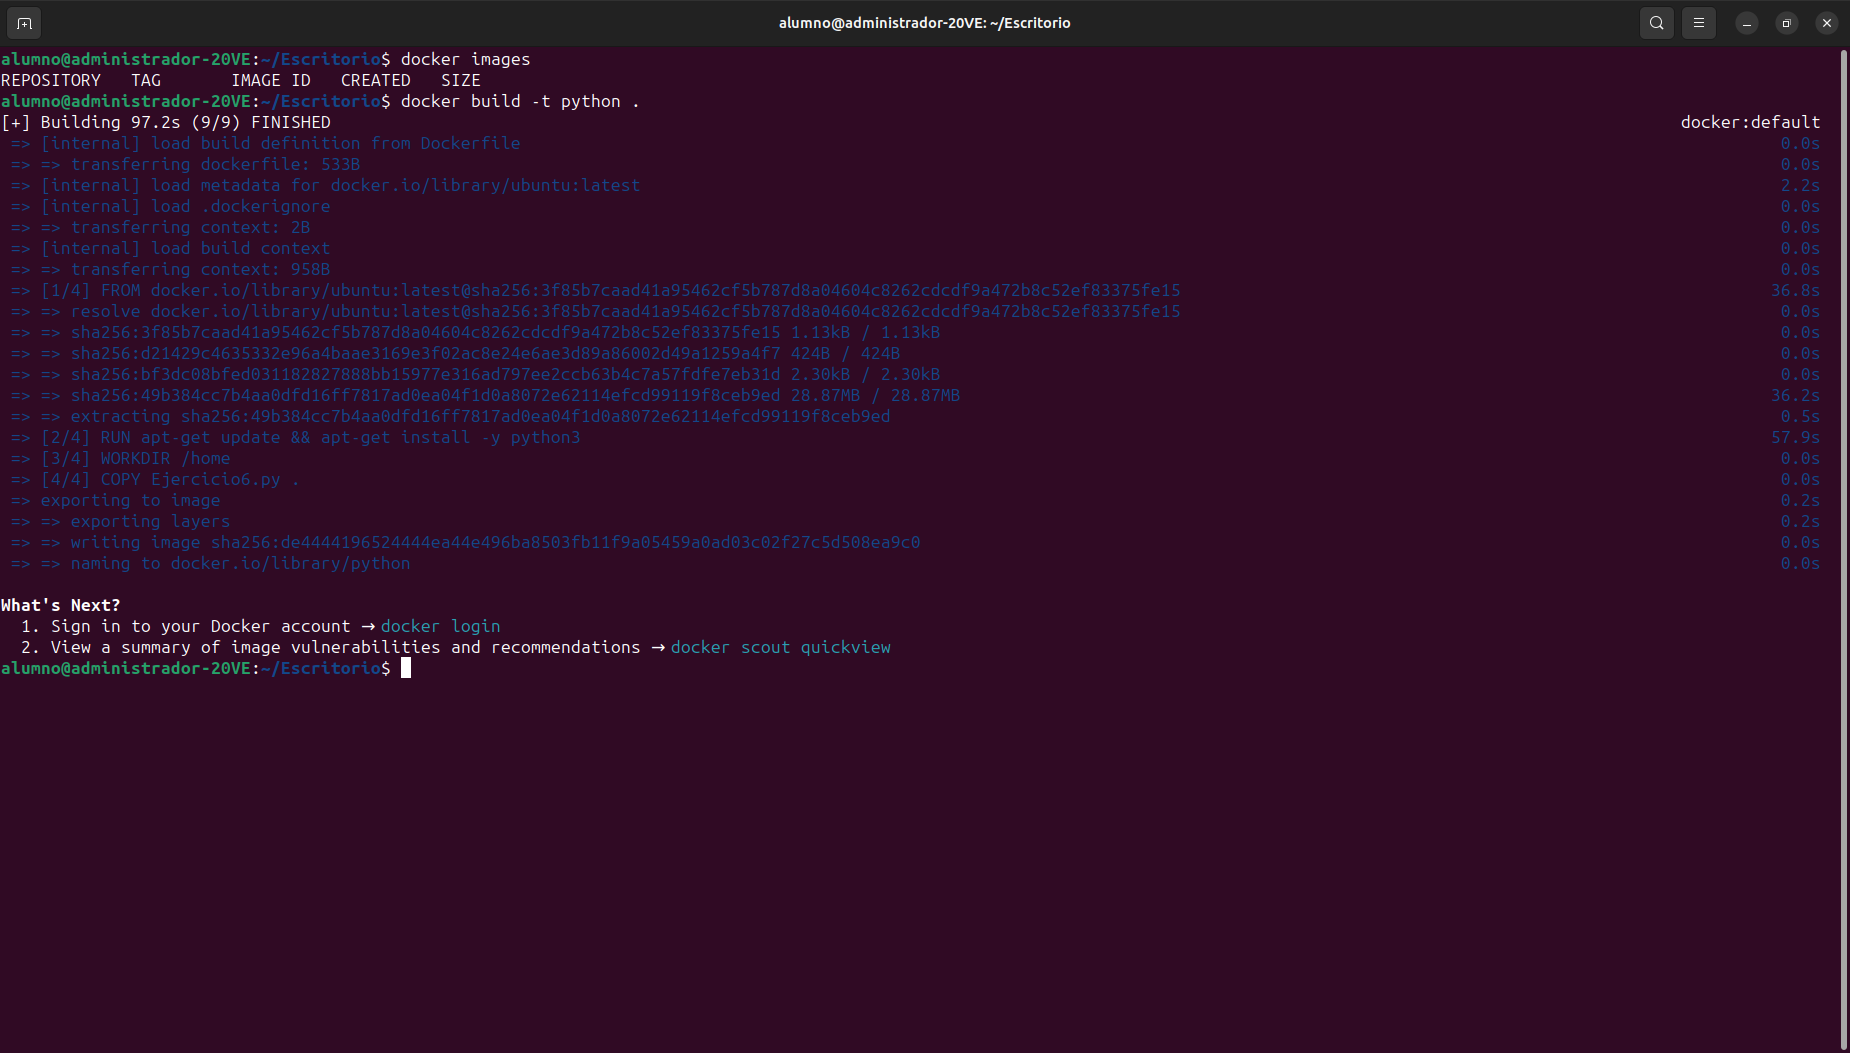 alumno@administrador-20VE: ~/Escritorio
alumno@administrador-20VE:~/Escritorio$ docker images
REPOSITORY   TAG       IMAGE ID   CREATED   SIZE
alumno@administrador-20VE:~/Escritorio$ docker build -t python .
[+] Building 97.2s (9/9) FINISHED docker:default
=> [internal] load build definition from Dockerfile 0.0s
=> => transferring dockerfile: 533B 0.0s
=> [internal] load metadata for docker.io/library/ubuntu:latest 2.2s
=> [internal] load .dockerignore 0.0s
=> => transferring context: 2B 0.0s
=> [internal] load build context 0.0s
=> => transferring context: 958B 0.0s
=> [1/4] FROM docker.io/library/ubuntu:latest@sha256:3f85b7caad41a95462cf5b787d8a04604c8262cdcdf9a472b8c52ef83375fe15 36.8s
=> => resolve docker.io/library/ubuntu:latest@sha256:3f85b7caad41a95462cf5b787d8a04604c8262cdcdf9a472b8c52ef83375fe15 0.0s
=> => sha256:3f85b7caad41a95462cf5b787d8a04604c8262cdcdf9a472b8c52ef83375fe15 1.13kB / 1.13kB 0.0s
=> => sha256:d21429c4635332e96a4baae3169e3f02ac8e24e6ae3d89a86002d49a1259a4f7 424B / 424B 0.0s
=> => sha256:bf3dc08bfed031182827888bb15977e316ad797ee2ccb63b4c7a57fdfe7eb31d 2.30kB / 2.30kB 0.0s
=> => sha256:49b384cc7b4aa0dfd16ff7817ad0ea04f1d0a8072e62114efcd99119f8ceb9ed 28.87MB / 28.87MB 36.2s
=> => extracting sha256:49b384cc7b4aa0dfd16ff7817ad0ea04f1d0a8072e62114efcd99119f8ceb9ed 0.5s
=> [2/4] RUN apt-get update && apt-get install -y python3 57.9s
=> [3/4] WORKDIR /home 0.0s
=> [4/4] COPY Ejercicio6.py . 0.0s
=> exporting to image 0.2s
=> => exporting layers 0.2s
=> => writing image sha256:de4444196524444ea44e496ba8503fb11f9a05459a0ad03c02f27c5d508ea9c0 0.0s
=> => naming to docker.io/library/python 0.0s
What's Next?
1. Sign in to your Docker account → docker login
2. View a summary of image vulnerabilities and recommendations → docker scout quickview
alumno@administrador-20VE:~/Escritorio$